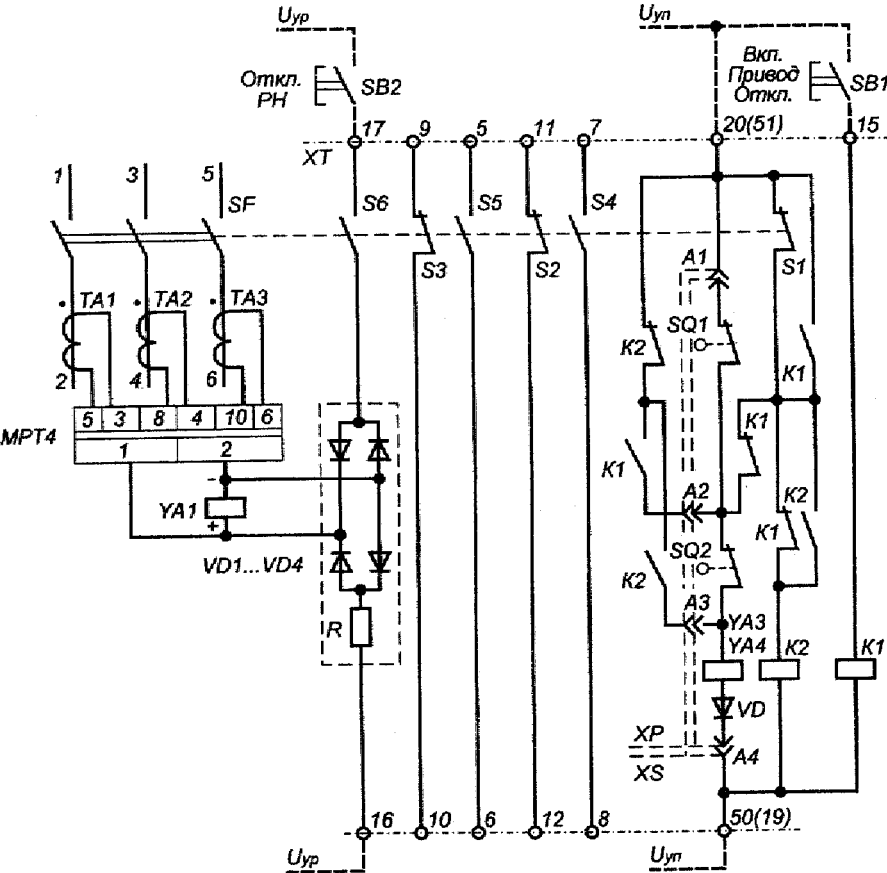 Uур
Uуп
Откл.
РН
SB2
Вкл.
Привод
Откл.
SB1
17
9
5
11
7
20(51)
15
XT
1
3
5
SF
S6
S5
S4
S3
S2
S1
A1
TA1
TA2
TA3
SQ1
K2
K1
2
4
6
5
3
8
4
10
6
МРТ4
1
2
K1
K1
A2
K2
–
YA1
+
K1
SQ2
VD1...VD4
K2
A3
YA3
R
YA4
K2
K1
VD
XP
A4
XS
16
10
6
12
8
50(19)
Uур
Uуп